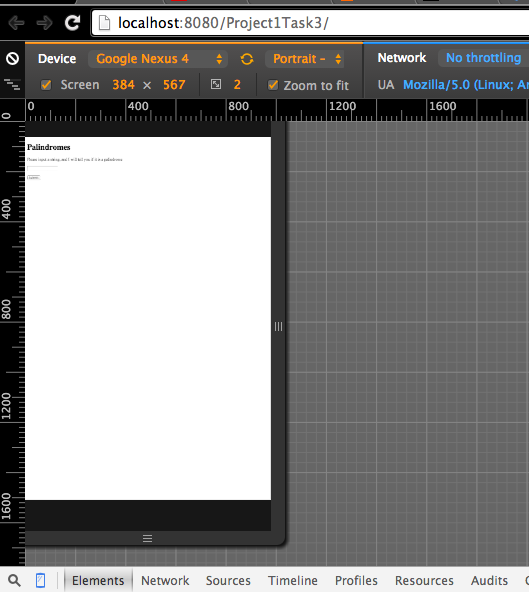 localhost:8080/Project1Task3/
Device Google Nexus 4 Portrait – Network No throttling
Screen 384 × 567 2 Zoom to fit UA Mozilla/5.0 (Linux; An
0 400 800 1200 1600
0
Palindromes
Please input a string, and I will tell you if it is a palindrome.
400
800
1200
1600
Elements Network Sources Timeline Profiles Resources Audits